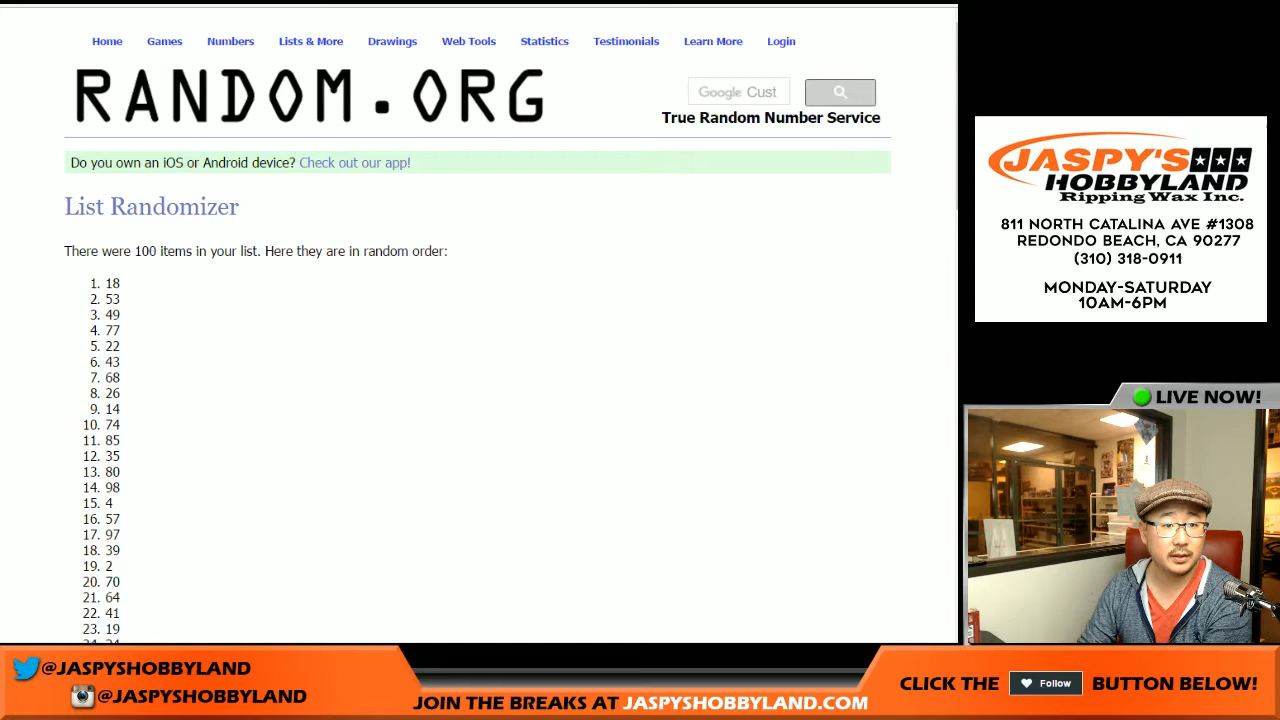 Home Games Numbers Lists & More Drawings Web Tools Statistics Testimonials Learn More Login
RANDOM.ORG
Google Cust
True Random Number Service
Do you own an iOS or Android device? Check out our app!
List Randomizer
There were 100 items in your list. Here they are in random order:
1. 18
2. 53
3. 49
4. 77
5. 22
6. 43
7. 68
8. 26
9. 14
10. 74
11. 85
12. 35
13. 80
14. 98
15. 4
16. 57
17. 97
18. 39
19. 2
20. 70
21. 64
22. 41
23. 19
JASPY'S
HOBBYLAND
Ripping Wax Inc.
811 NORTH CATALINA AVE #1308
REDONDO BEACH, CA 90277
(310) 318-0911
MONDAY-SATURDAY
10AM-6PM
LIVE NOW!
@JASPYSHOBBYLAND
@JASPYSHOBBYLAND
JOIN THE BREAKS AT JASPYSHOBBYLAND.COM
CLICK THE Follow BUTTON BELOW!